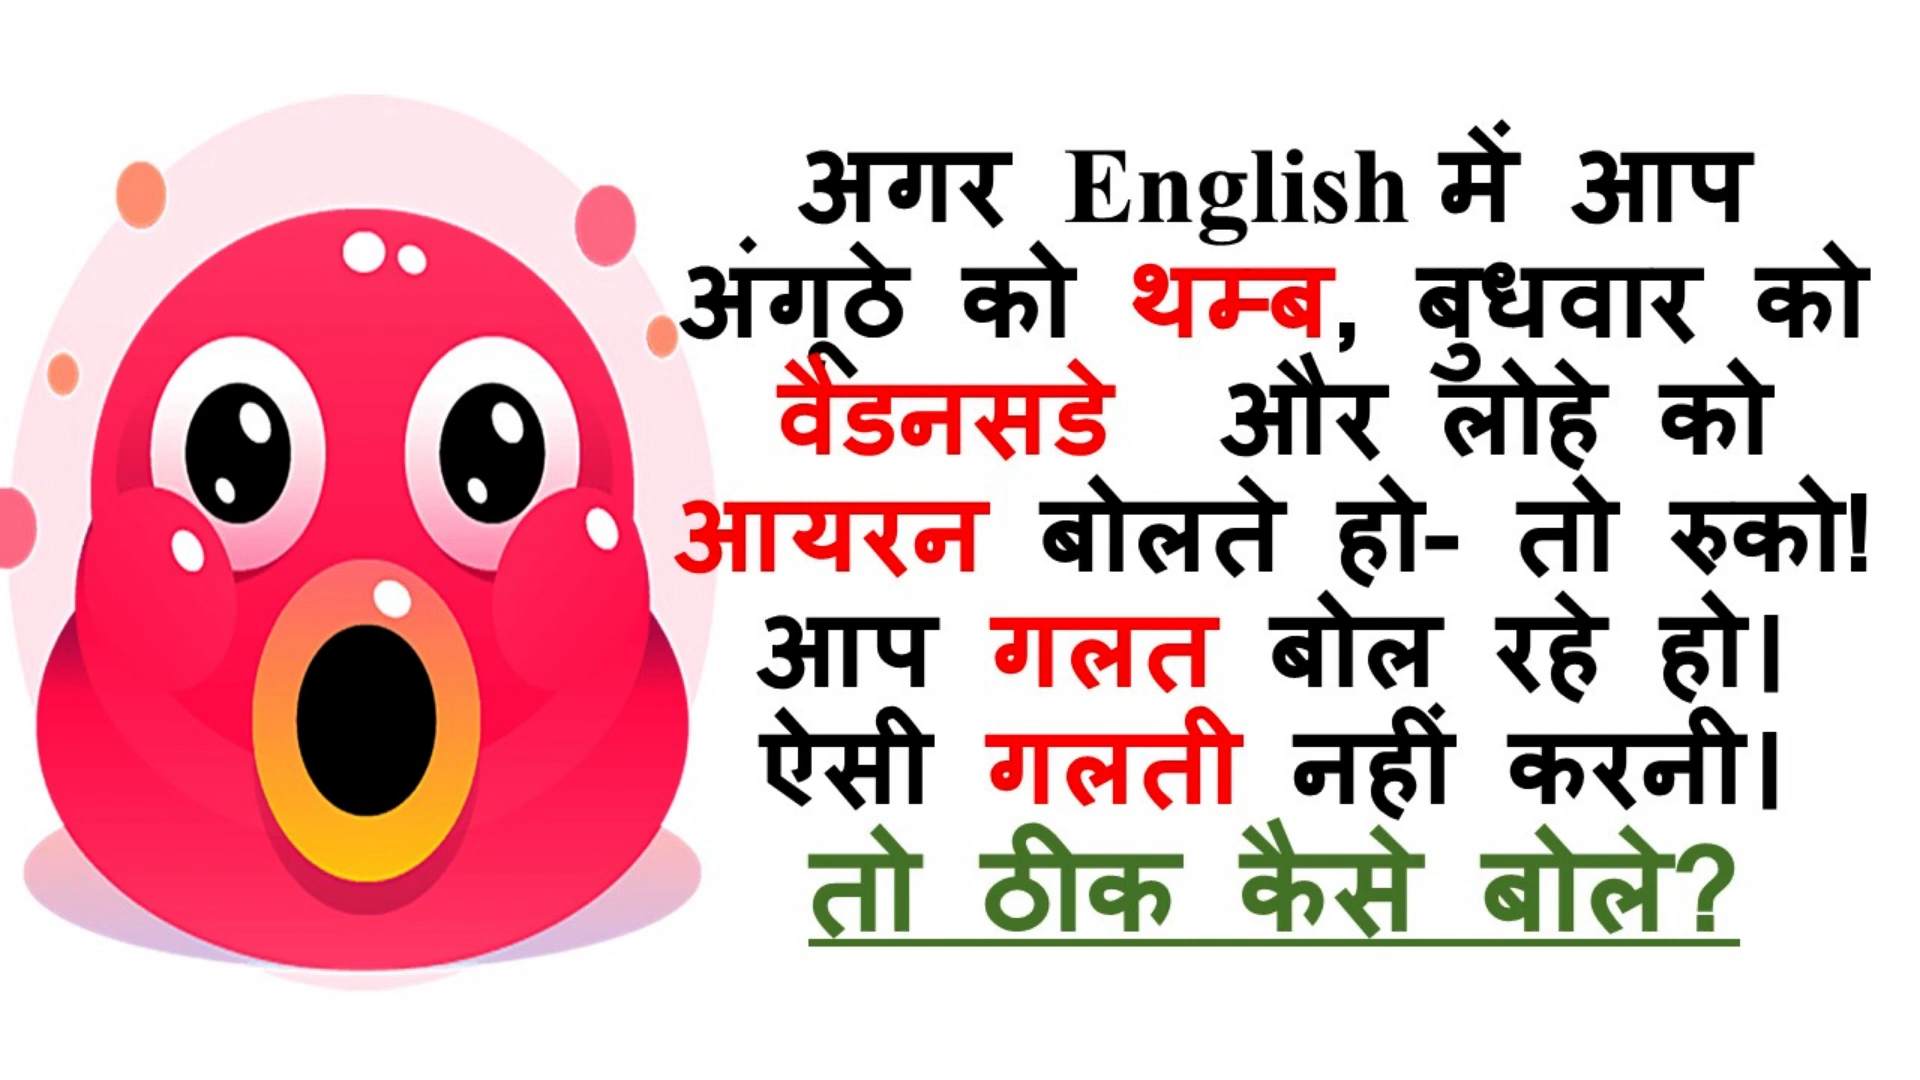 अगर English में आप
अंगूठे को थम्ब, बुधवार को
वैडनसडे और लोहे को
आयरन बोलते हो- तो रुको!
आप गलत बोल रहे हो।
ऐसी गलती नहीं करनी।
तो ठीक कैसे बोले?